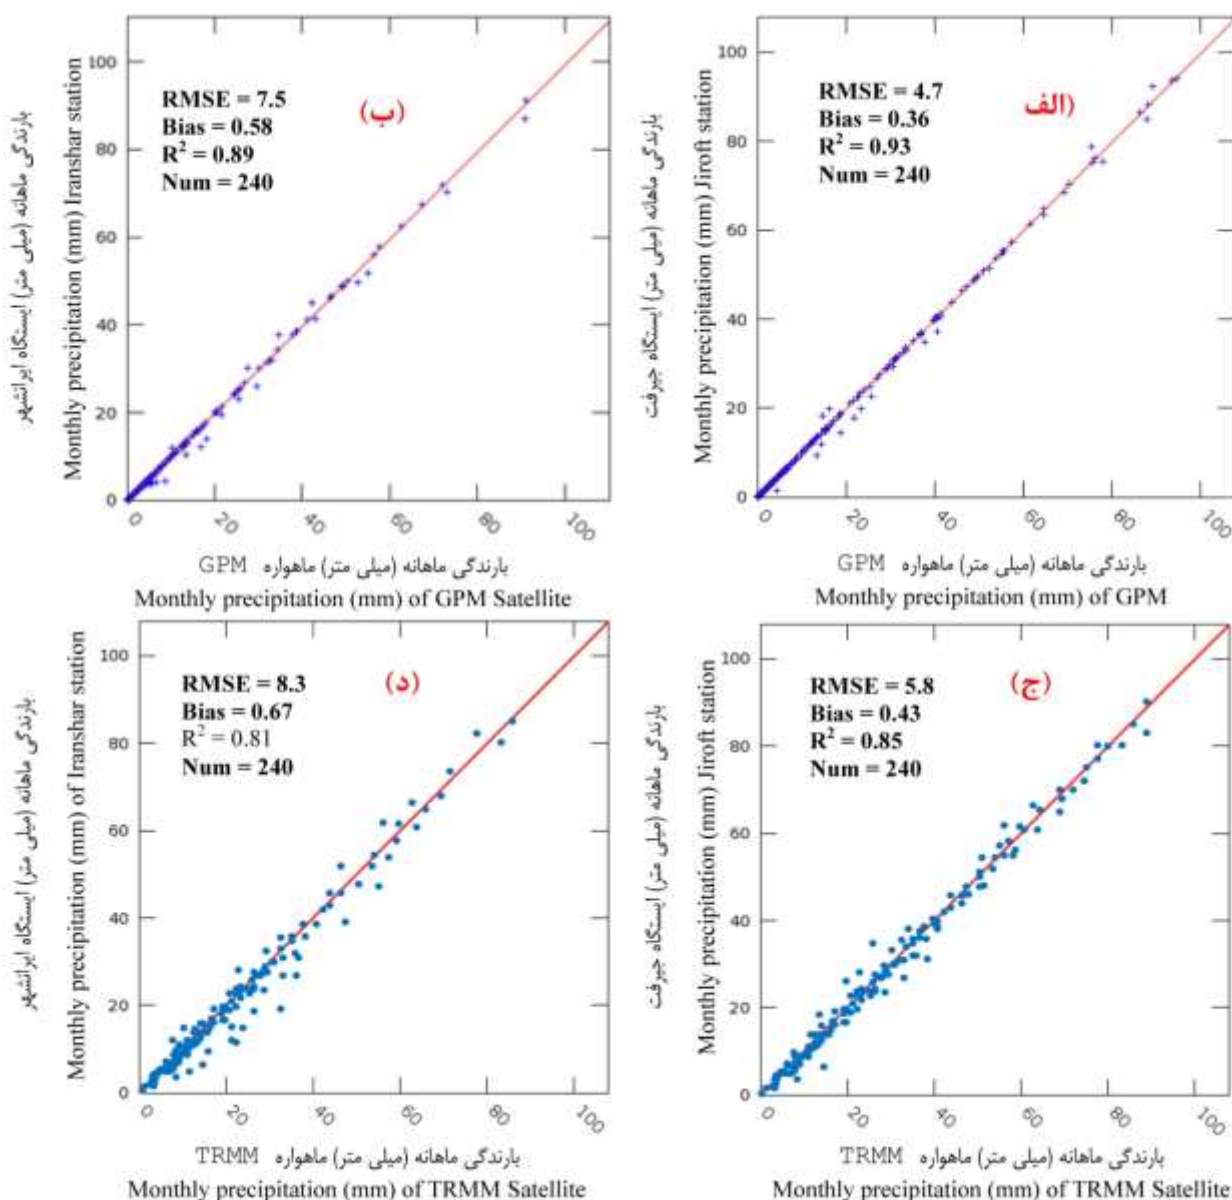 بارندگی ماهانه (میلی متر) ایستگاه ایرانشهر
Monthly precipitation (mm) Iranshar station
RMSE = 7.5
Bias = 0.58
R² = 0.89
Num = 240
(ب)
100
80
60
40
20
0
0 20 40 60 80 100
بارندگی ماهانه (میلی متر) ماهواره GPM
Monthly precipitation (mm) of GPM Satellite
بارندگی ماهانه (میلی متر) ایستگاه جیرفت
Monthly precipitation (mm) Jiroft station
RMSE = 4.7
Bias = 0.36
R² = 0.93
Num = 240
الف)
100
80
60
40
20
0
0 20 40 60 80 100
بارندگی ماهانه (میلی متر) ماهواره GPM
Monthly precipitation (mm) of GPM
بارندگی ماهانه (میلی متر) ایستگاه ایرانشهر
Monthly precipitation (mm) of Iranshar station
RMSE = 8.3
Bias = 0.67
R² = 0.81
Num = 240
(د)
100
80
60
40
20
0
0 20 40 60 80 100
بارندگی ماهانه (میلی متر) ماهواره TRMM
Monthly precipitation (mm) of TRMM Satellite
بارندگی ماهانه (میلی متر) ایستگاه جیرفت
Monthly precipitation (mm) Jiroft station
RMSE = 5.8
Bias = 0.43
R² = 0.85
Num = 240
(ج)
100
80
60
40
20
0
0 20 40 60 80 100
بارندگی ماهانه (میلی متر) ماهواره TRMM
Monthly precipitation (mm) of TRMM Satellite